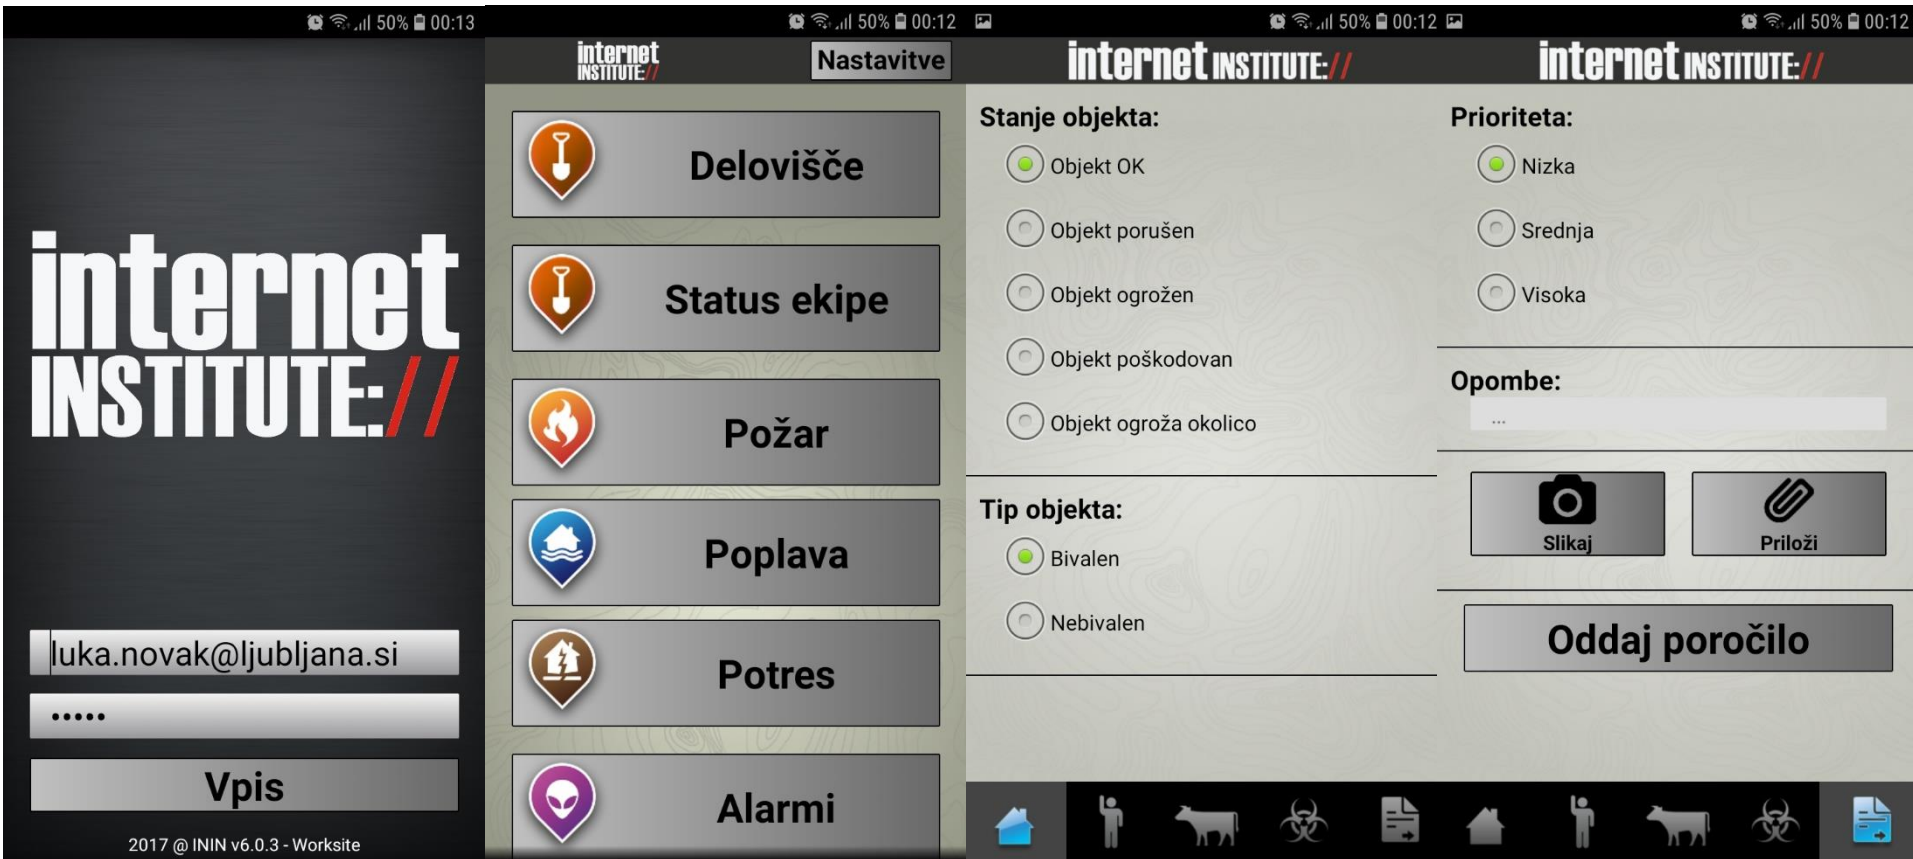 50% 00:13
internet
INSTITUTE://
luka.novak@ljubljana.si
•••••
Vpis
2017 @ ININ v6.0.3 - Worksite
50% 00:12
internet
INSTITUTE://
Nastavitve
Delovišče
Status ekipe
Požar
Poplava
Potres
Alarmi
50% 00:12
internet INSTITUTE://
Stanje objekta:
Objekt OK
Objekt porušen
Objekt ogrožen
Objekt poškodovan
Objekt ogroža okolico
Tip objekta:
Bivalen
Nebivalen
50% 00:12
internet INSTITUTE://
Prioriteta:
Nizka
Srednja
Visoka
Opombe:
...
Slikaj
Priloži
Oddaj poročilo